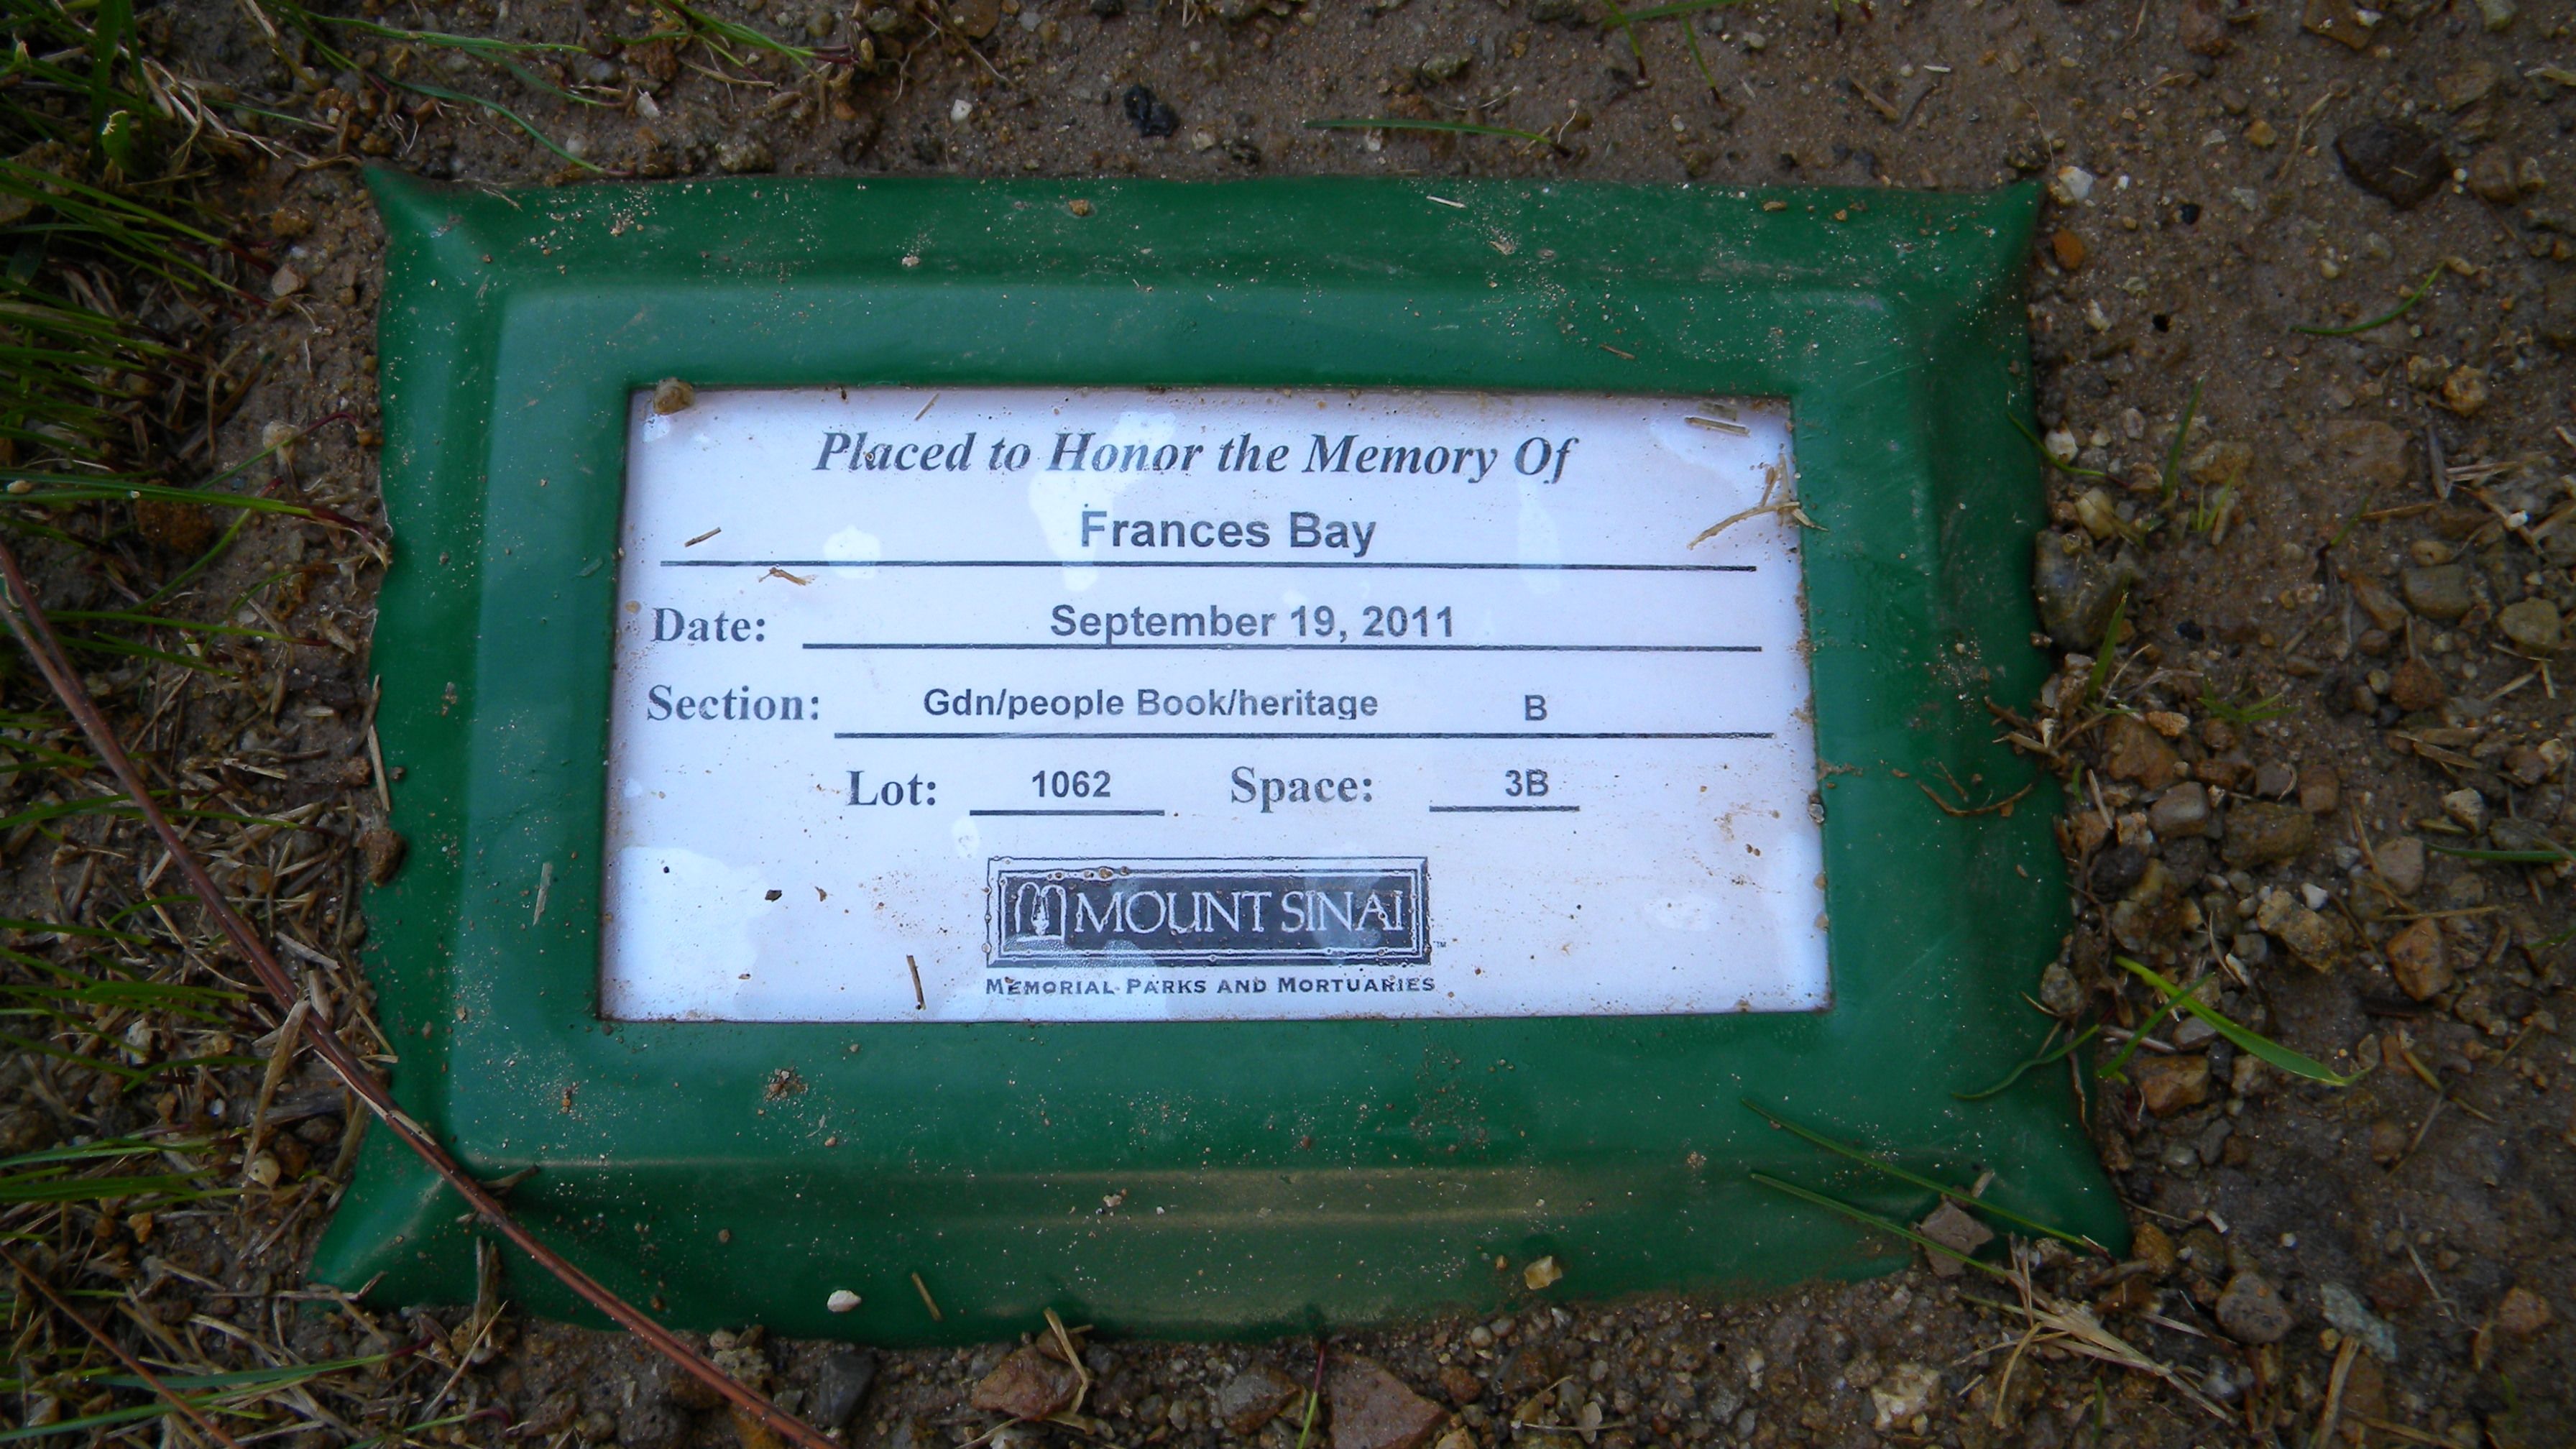 Placed to Honor the Memory Of
Frances Bay
Date: September 19, 2011
Section: Gdn/people Book/heritage B
Lot: 1062 Space: 3B
MOUNT SINAI™
MEMORIAL PARKS AND MORTUARIES